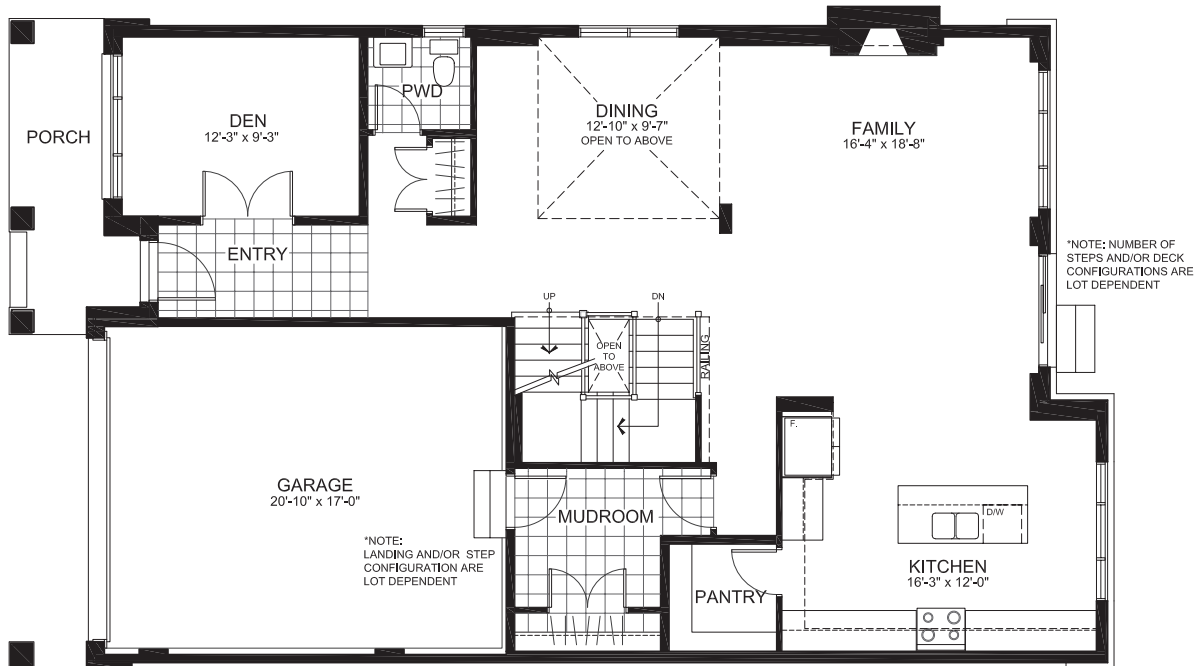 PORCH
DEN
12'-3" x 9'-3"
PWD
DINING
12'-10" x 9'-7"
OPEN TO ABOVE
FAMILY
16'-4" x 18'-8"
ENTRY
*NOTE: NUMBER OF
STEPS AND/OR DECK
CONFIGURATIONS ARE
LOT DEPENDENT
UP
DN
OPEN
TO
ABOVE
RAILING
F.
GARAGE
20'-10" x 17'-0"
*NOTE:
LANDING AND/OR STEP
CONFIGURATION ARE
LOT DEPENDENT
MUDROOM
D/W
KITCHEN
16'-3" x 12'-0"
PANTRY